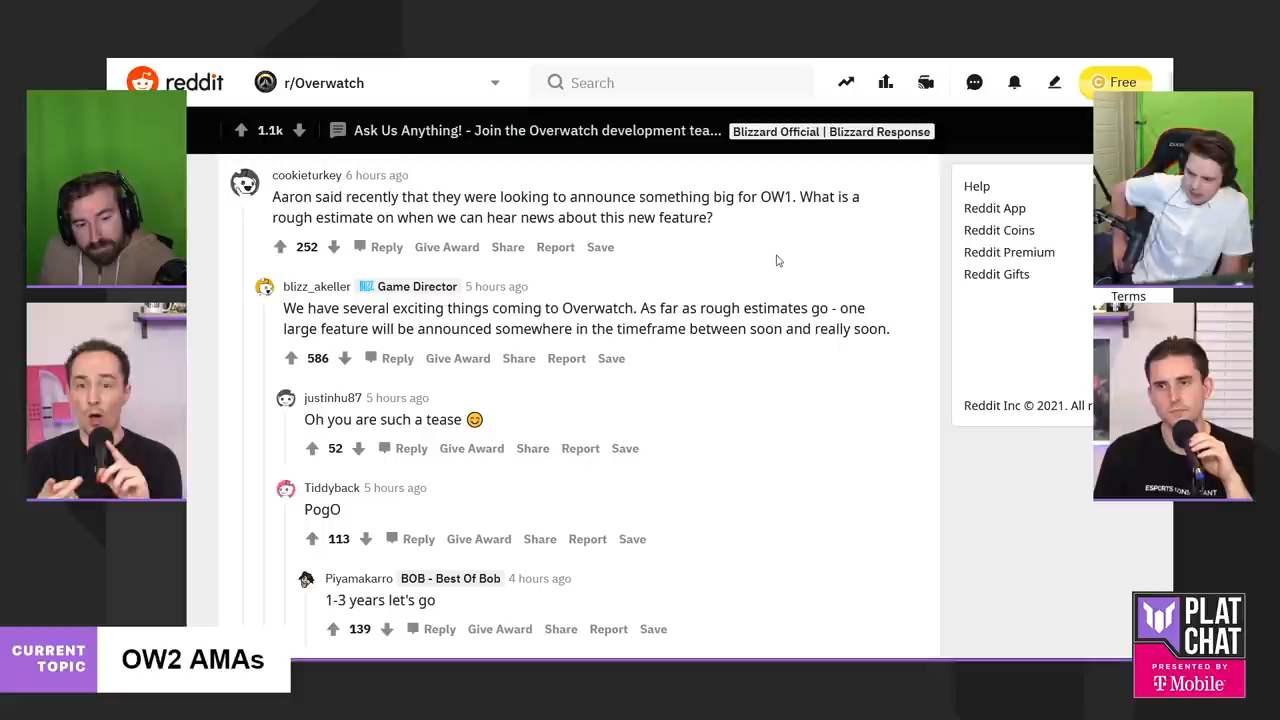 reddit
r/Overwatch
Search
Free
1.1k
Ask Us Anything! - Join the Overwatch development tea...
Blizzard Official | Blizzard Response
cookieturkey 6 hours ago
Aaron said recently that they were looking to announce something big for OW1. What is a
rough estimate on when we can hear news about this new feature?
252 Reply Give Award Share Report Save
blizz_akeller Game Director 5 hours ago
We have several exciting things coming to Overwatch. As far as rough estimates go - one
large feature will be announced somewhere in the timeframe between soon and really soon.
586 Reply Give Award Share Report Save
justinhu87 5 hours ago
Oh you are such a tease 😊
52 Reply Give Award Share Report Save
Tiddyback 5 hours ago
PogO
113 Reply Give Award Share Report Save
Piyamakarro BOB - Best Of Bob 4 hours ago
1-3 years let's go
139 Reply Give Award Share Report Save
Help
Reddit App
Reddit Coins
Reddit Premium
Reddit Gifts
Terms
Reddit Inc © 2021. All r
CURRENT
TOPIC
OW2 AMAs
PLAT
CHAT
PRESENTED BY
T Mobile